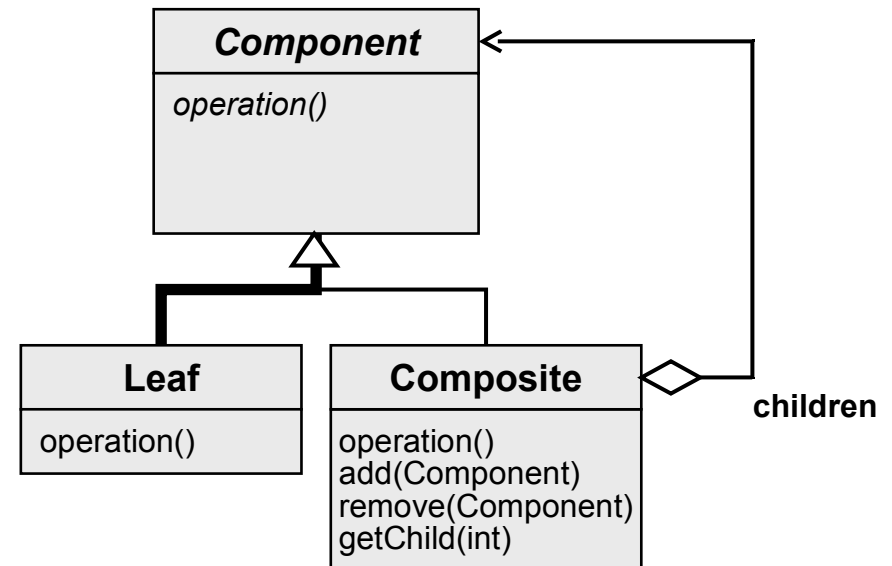 Component
operation()
Leaf
operation()
Composite
operation()
add(Component)
remove(Component)
getChild(int)
children